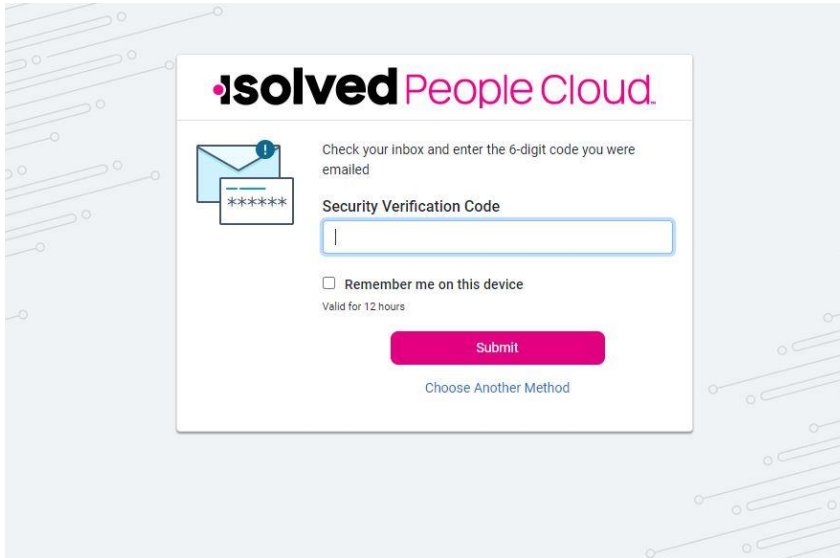 isolved People Cloud™
!
Check your inbox and enter the 6-digit code you were
emailed
******
Security Verification Code
Remember me on this device
Valid for 12 hours
Submit
Choose Another Method